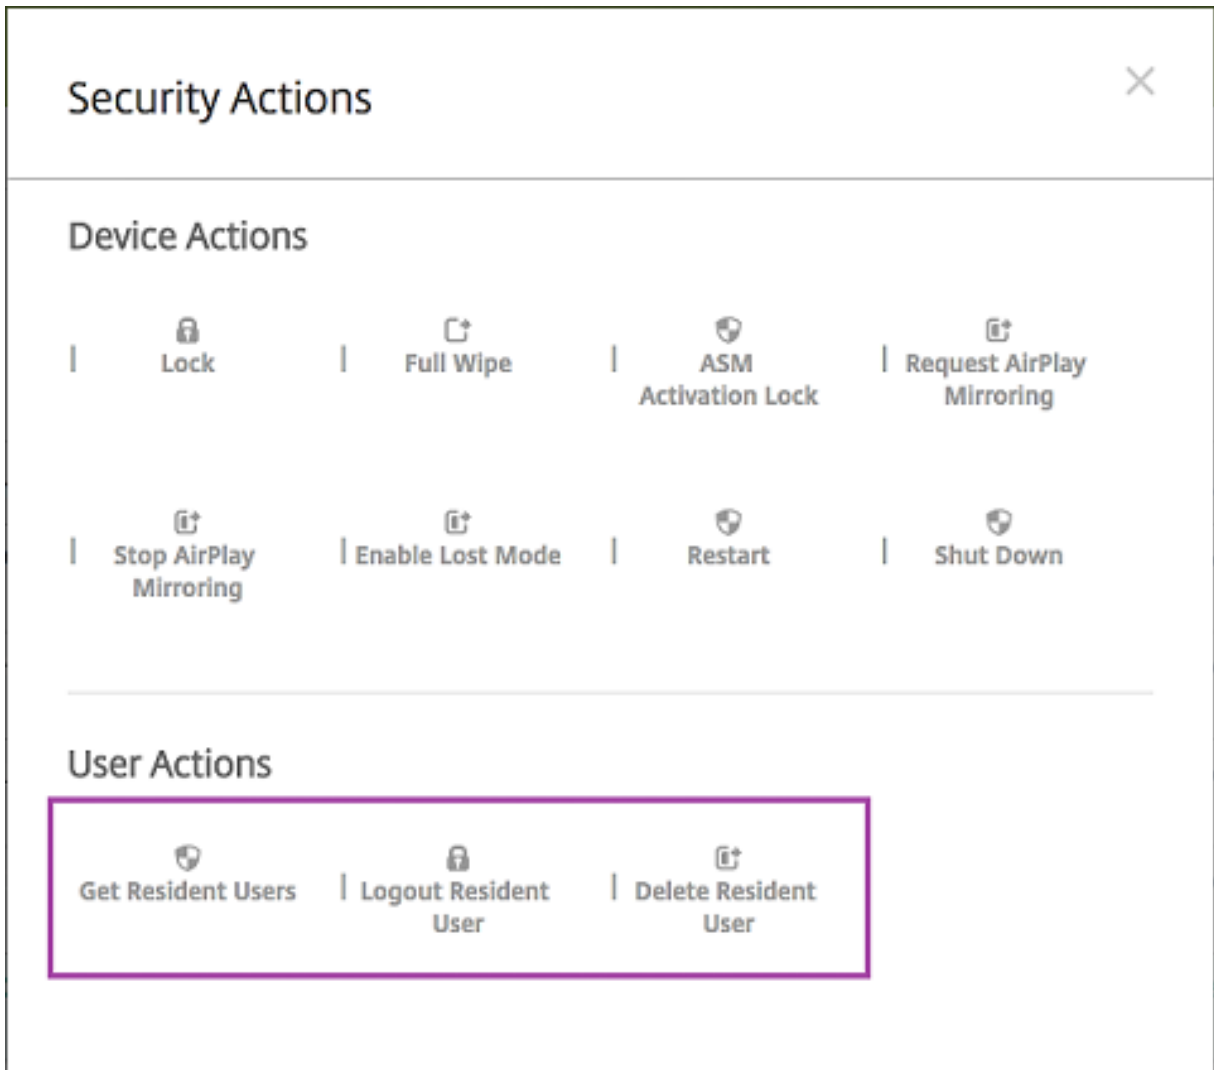 Security Actions
Device Actions
Lock
Full Wipe
ASM
Activation Lock
Request AirPlay
Mirroring
Stop AirPlay
Mirroring
Enable Lost Mode
Restart
Shut Down
User Actions
Get Resident Users
Logout Resident
User
Delete Resident
User